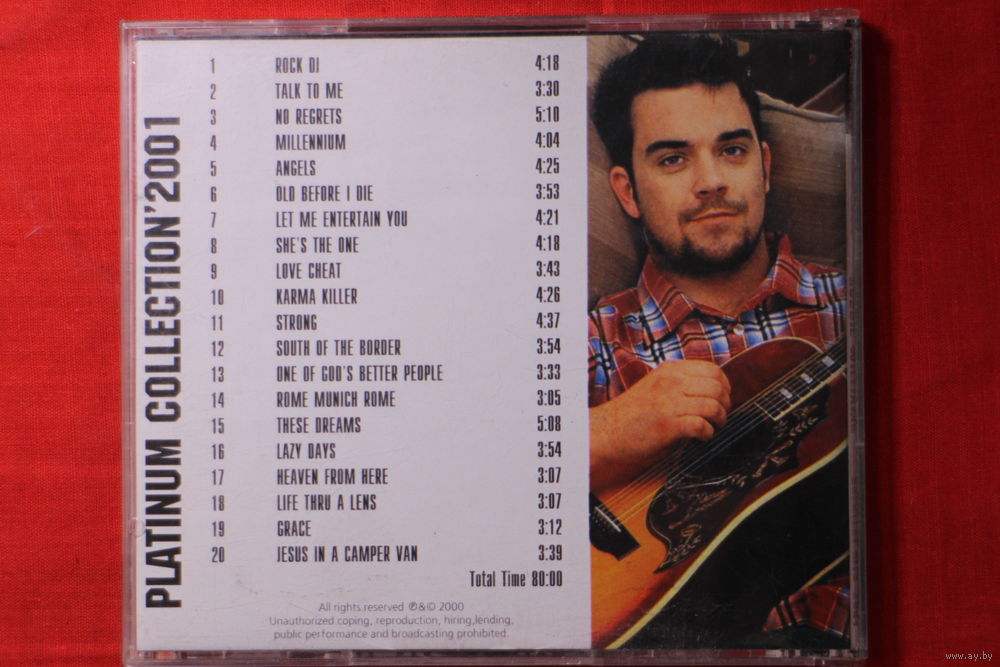 PLATINUM COLLECTION'2001
1 ROCK DJ 4:18
2 TALK TO ME 3:30
3 NO REGRETS 5:10
4 MILLENNIUM 4:04
5 ANGELS 4:25
6 OLD BEFORE I DIE 3:53
7 LET ME ENTERTAIN YOU 4:21
8 SHE'S THE ONE 4:18
9 LOVE CHEAT 3:43
10 KARMA KILLER 4:26
11 STRONG 4:37
12 SOUTH OF THE BORDER 3:54
13 ONE OF GOD'S BETTER PEOPLE 3:33
14 ROME MUNICH ROME 3:05
15 THESE DREAMS 5:08
16 LAZY DAYS 3:54
17 HEAVEN FROM HERE 3:07
18 LIFE THRU A LENS 3:07
19 GRACE 3:12
20 JESUS IN A CAMPER VAN 3:39
Total Time 80:00
All rights reserved ℗&© 2000
Unauthorized coping, reproduction, hiring,lending,
public performance and broadcasting prohibited.
www.ay.by